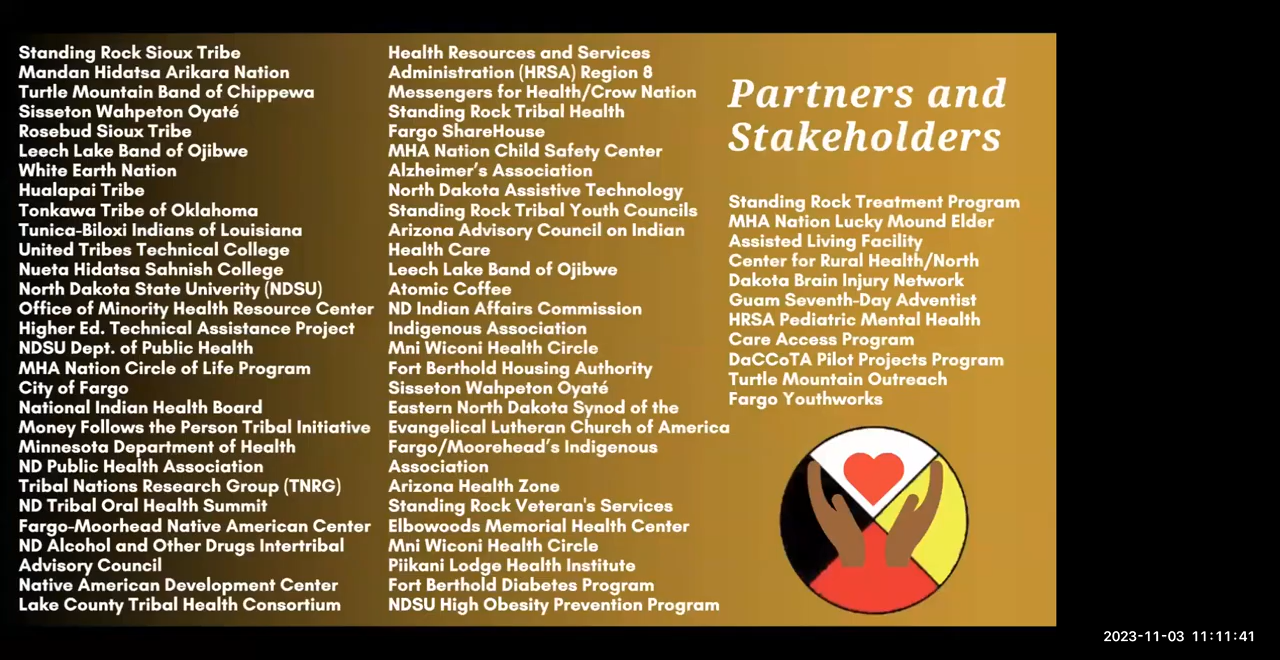 Standing Rock Sioux Tribe
Mandan Hidatsa Arikara Nation
Turtle Mountain Band of Chippewa
Sisseton Wahpeton Oyaté
Rosebud Sioux Tribe
Leech Lake Band of Ojibwe
White Earth Nation
Hualapai Tribe
Tonkawa Tribe of Oklahoma
Tunica-Biloxi Indians of Louisiana
United Tribes Technical College
Nueta Hidatsa Sahnish College
North Dakota State Univerity (NDSU)
Office of Minority Health Resource Center
Higher Ed. Technical Assistance Project
NDSU Dept. of Public Health
MHA Nation Circle of Life Program
City of Fargo
National Indian Health Board
Money Follows the Person Tribal Initiative
Minnesota Department of Health
ND Public Health Association
Tribal Nations Research Group (TNRG)
ND Tribal Oral Health Summit
Fargo-Moorhead Native American Center
ND Alcohol and Other Drugs Intertribal
Advisory Council
Native American Development Center
Lake County Tribal Health Consortium
Health Resources and Services
Administration (HRSA) Region 8
Messengers for Health/Crow Nation
Standing Rock Tribal Health
Fargo ShareHouse
MHA Nation Child Safety Center
Alzheimer's Association
North Dakota Assistive Technology
Standing Rock Tribal Youth Councils
Arizona Advisory Council on Indian
Health Care
Leech Lake Band of Ojibwe
Atomic Coffee
ND Indian Affairs Commission
Indigenous Association
Mni Wiconi Health Circle
Fort Berthold Housing Authority
Sisseton Wahpeton Oyaté
Eastern North Dakota Synod of the
Evangelical Lutheran Church of America
Fargo/Moorehead's Indigenous
Association
Arizona Health Zone
Standing Rock Veteran's Services
Elbowoods Memorial Health Center
Mni Wiconi Health Circle
Piikani Lodge Health Institute
Fort Berthold Diabetes Program
NDSU High Obesity Prevention Program
Partners and
Stakeholders
Standing Rock Treatment Program
MHA Nation Lucky Mound Elder
Assisted Living Facility
Center for Rural Health/North
Dakota Brain Injury Network
Guam Seventh-Day Adventist
HRSA Pediatric Mental Health
Care Access Program
DaCCoTA Pilot Projects Program
Turtle Mountain Outreach
Fargo Youthworks
2023-11-03 11:11:41